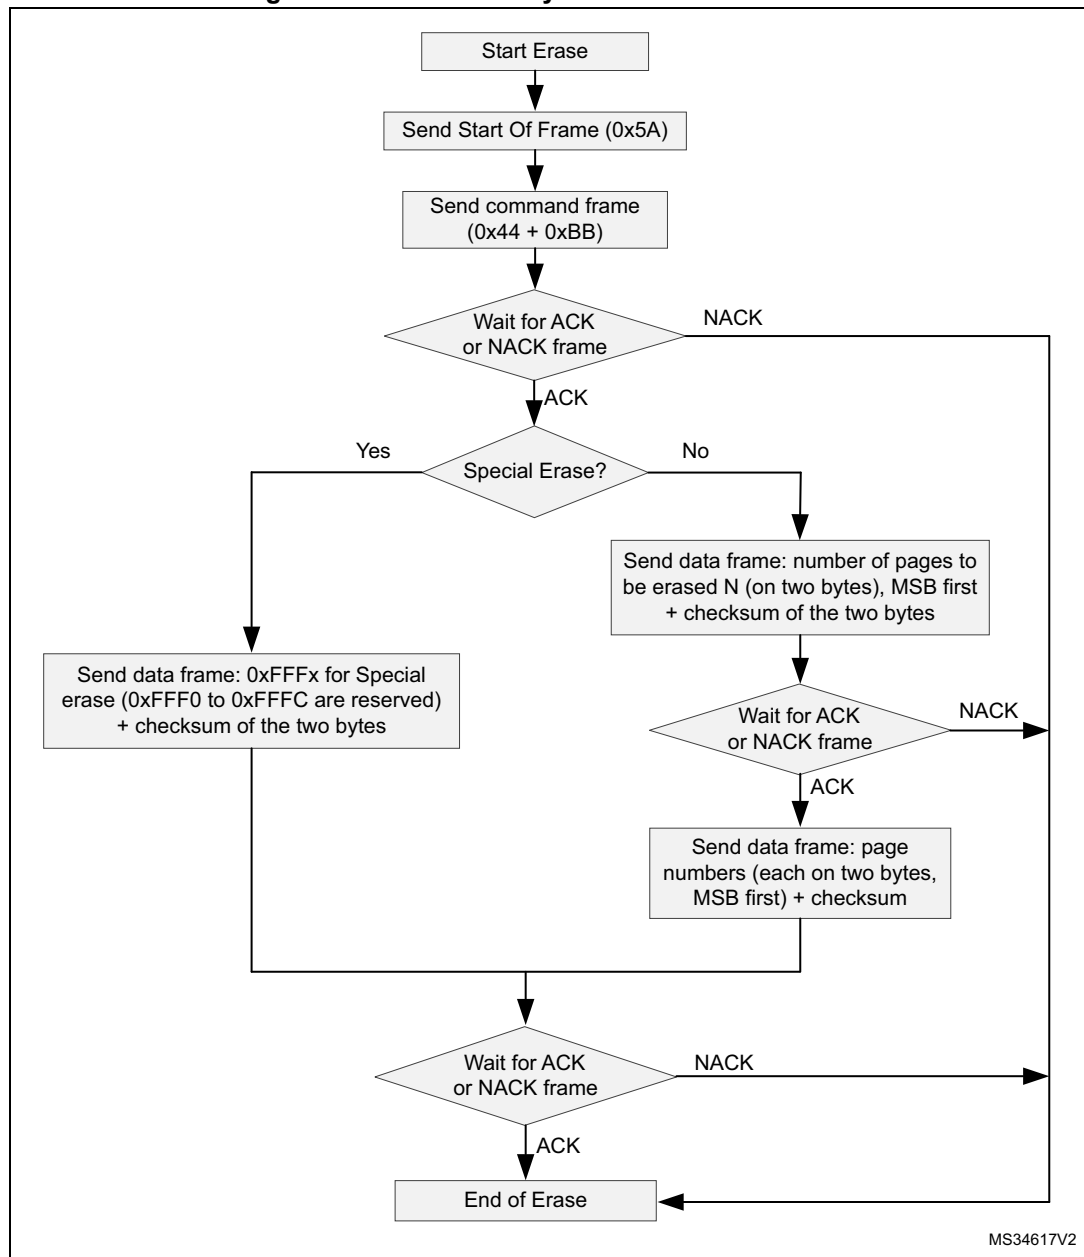 Start Erase
Send Start Of Frame (0x5A)
Send command frame
(0x44 + 0xBB)
Wait for ACK
or NACK frame
NACK
ACK
Special Erase?
Yes
No
Send data frame: number of pages to
be erased N (on two bytes), MSB first
+ checksum of the two bytes
Send data frame: 0xFFFx for Special
erase (0xFFF0 to 0xFFFC are reserved)
+ checksum of the two bytes
Wait for ACK
or NACK frame
NACK
ACK
Send data frame: page
numbers (each on two bytes,
MSB first) + checksum
Wait for ACK
or NACK frame
NACK
ACK
End of Erase
MS34617V2